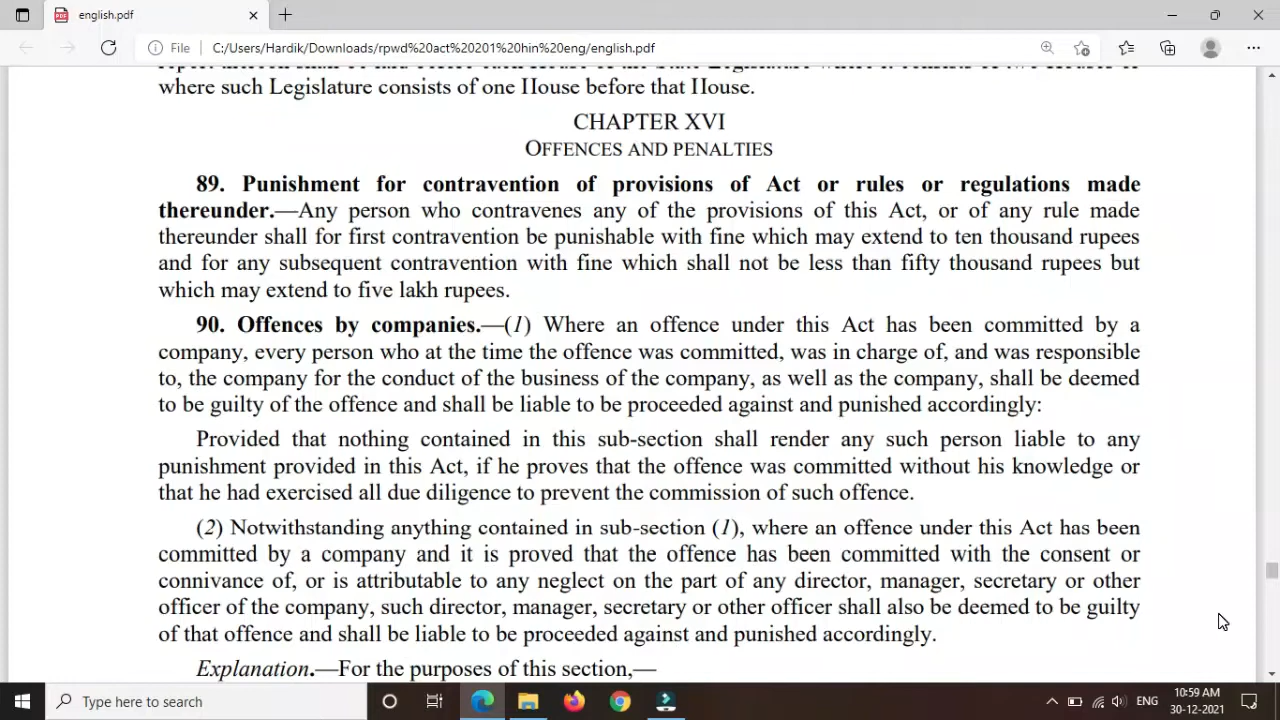 english.pdf
File C:/Users/Hardik/Downloads/rpwd%20act%20201%20hin%20eng/english.pdf
where such Legislature consists of one House before that House.
CHAPTER XVI
OFFENCES AND PENALTIES
89. Punishment for contravention of provisions of Act or rules or regulations made
thereunder.—Any person who contravenes any of the provisions of this Act, or of any rule made
thereunder shall for first contravention be punishable with fine which may extend to ten thousand rupees
and for any subsequent contravention with fine which shall not be less than fifty thousand rupees but
which may extend to five lakh rupees.
90. Offences by companies.—(1) Where an offence under this Act has been committed by a
company, every person who at the time the offence was committed, was in charge of, and was responsible
to, the company for the conduct of the business of the company, as well as the company, shall be deemed
to be guilty of the offence and shall be liable to be proceeded against and punished accordingly:
Provided that nothing contained in this sub-section shall render any such person liable to any
punishment provided in this Act, if he proves that the offence was committed without his knowledge or
that he had exercised all due diligence to prevent the commission of such offence.
(2) Notwithstanding anything contained in sub-section (1), where an offence under this Act has been
committed by a company and it is proved that the offence has been committed with the consent or
connivance of, or is attributable to any neglect on the part of any director, manager, secretary or other
officer of the company, such director, manager, secretary or other officer shall also be deemed to be guilty
of that offence and shall be liable to be proceeded against and punished accordingly.
Explanation.—For the purposes of this section,—
Type here to search
ENG
10:59 AM
30-12-2021